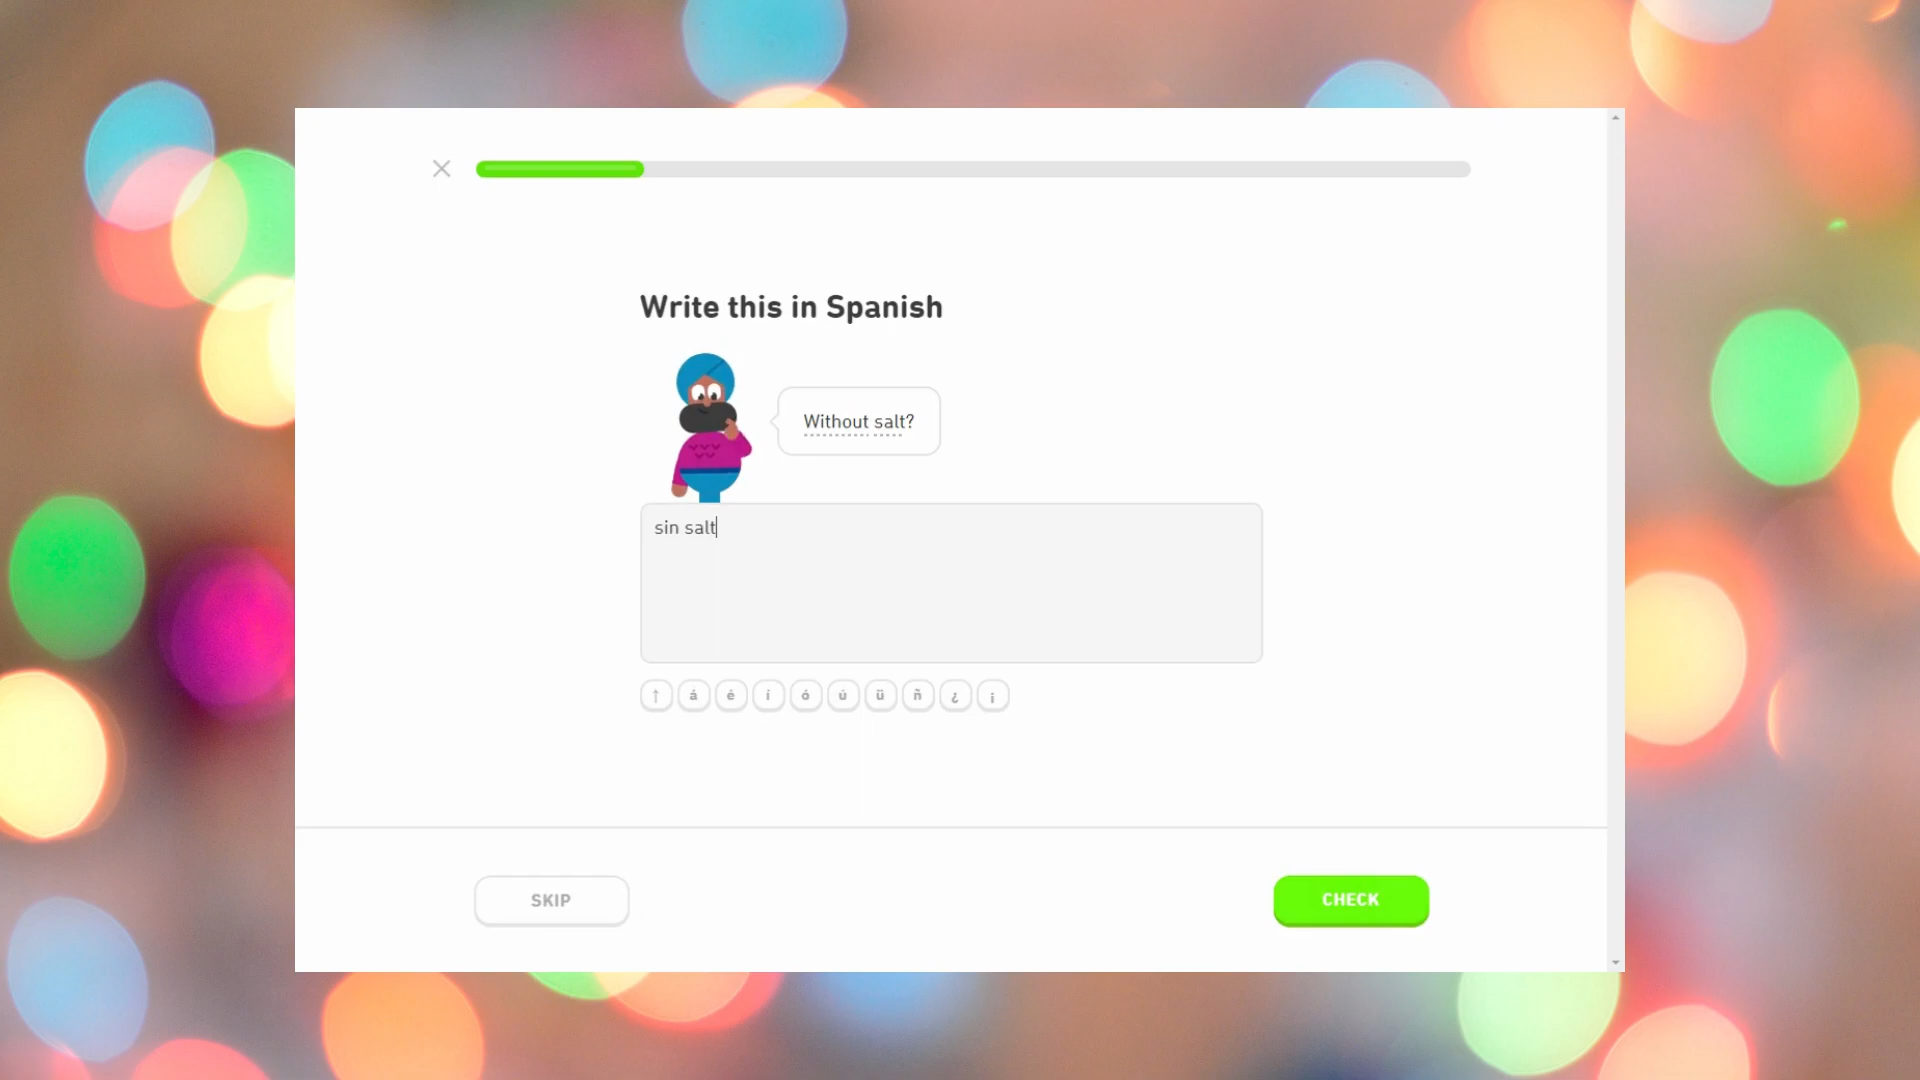 Write this in Spanish
Without salt?
sin salt
↑ á é í ó ú ü ñ ¿ ¡
SKIP
CHECK